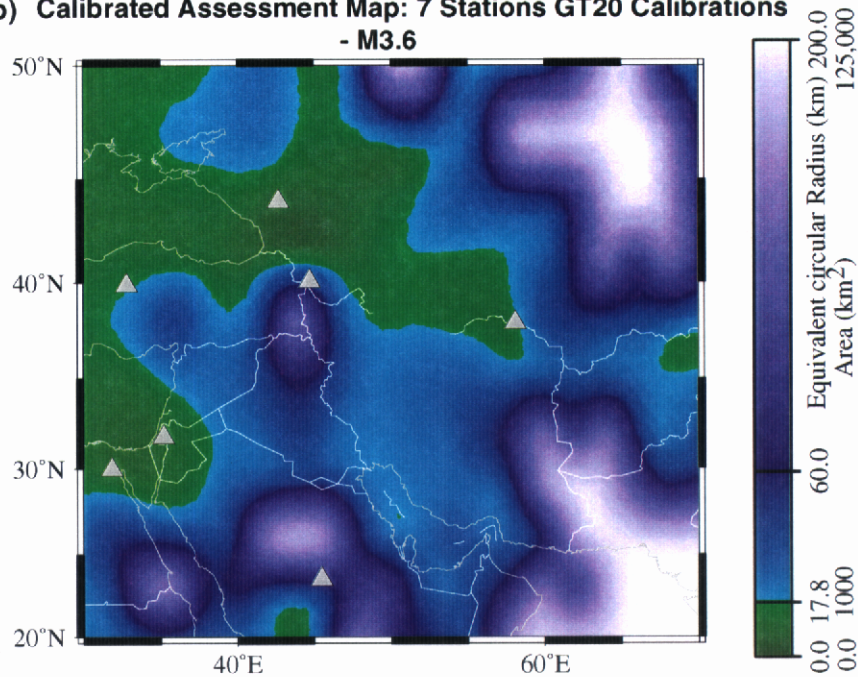 b) Calibrated Assessment Map: 7 Stations GT20 Calibrations
- M3.6
50°N
40°N
30°N
20°N
40°E
60°E
0.0 17.8 60.0 Equivalent circular Radius (km) 200.0
0.0 1000 Area (km2) 125,000